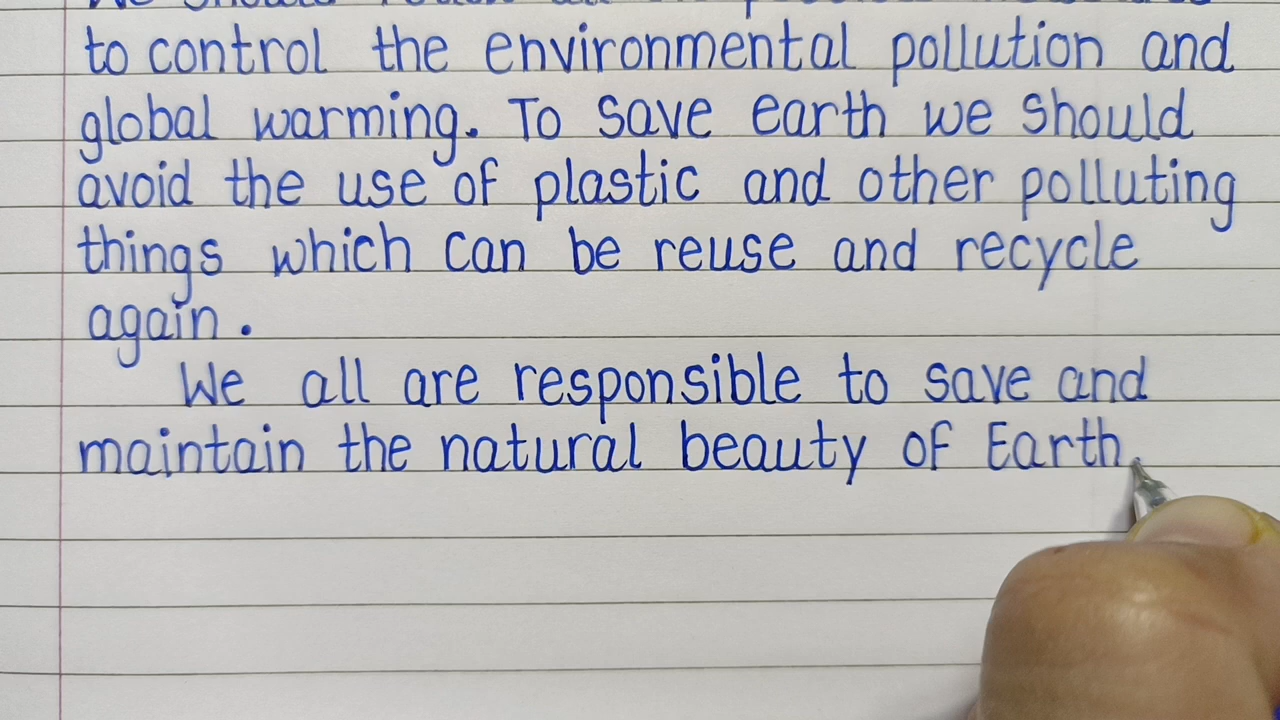 to control the environmental pollution and
global warming. To save earth we should
avoid the use of plastic and other polluting
things which can be reuse and recycle
again.
We all are responsible to save and
maintain the natural beauty of Earth.